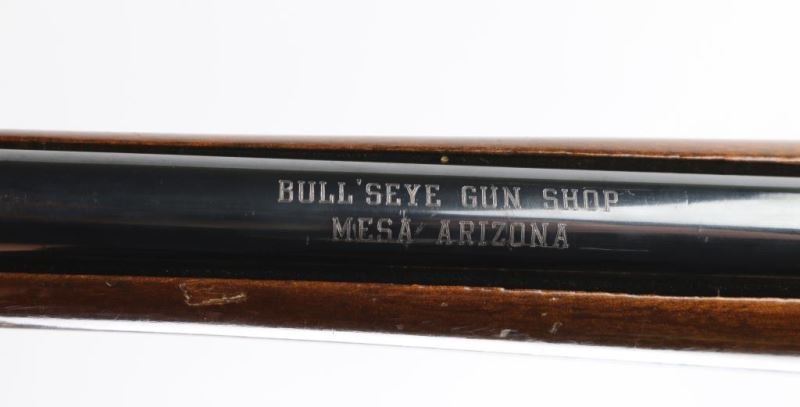 BULL'SEYE GUN SHOP
MESA ARIZONA